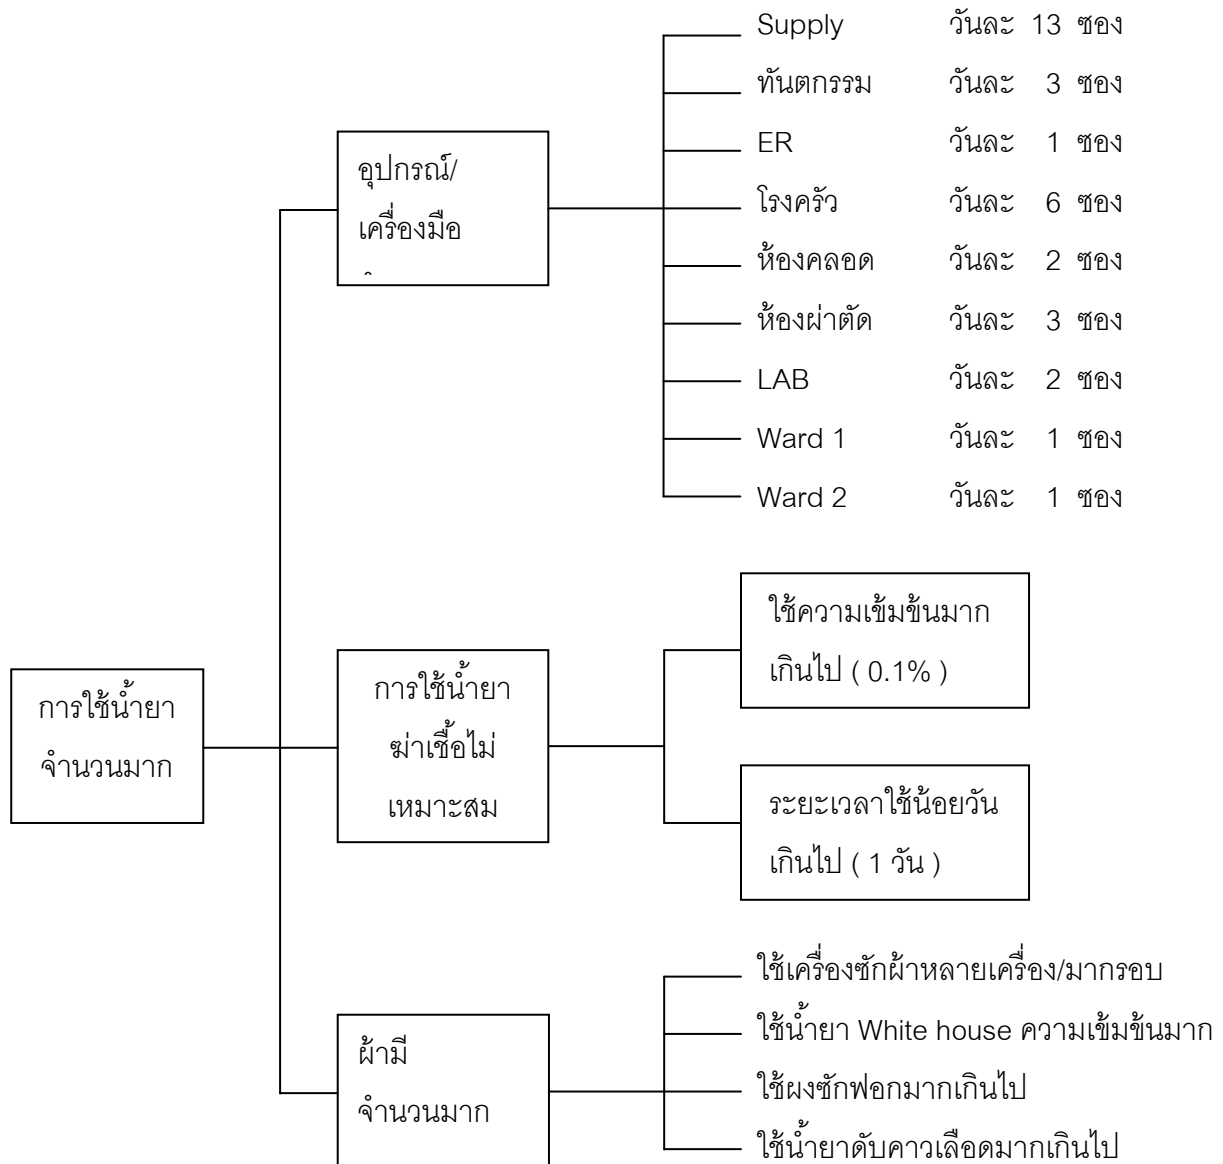 Supply วันละ 13 ซอง
ทันตกรรม วันละ 3 ซอง
ER วันละ 1 ซอง
โรงครัว วันละ 6 ซอง
ห้องคลอด วันละ 2 ซอง
ห้องผ่าตัด วันละ 3 ซอง
LAB วันละ 2 ซอง
Ward 1 วันละ 1 ซอง
Ward 2 วันละ 1 ซอง
อุปกรณ์/
เครื่องมือ
การใช้น้ำยา
จำนวนมาก
การใช้น้ำยา
ฆ่าเชื้อไม่
เหมาะสม
ใช้ความเข้มข้นมาก
เกินไป ( 0.1% )
ระยะเวลาใช้น้อยวัน
เกินไป ( 1 วัน )
ผ้ามี
จำนวนมาก
ใช้เครื่องซักผ้าหลายเครื่อง/มากรอบ
ใช้น้ำยา White house ความเข้มข้นมาก
ใช้ผงซักฟอกมากเกินไป
ใช้น้ำยาดับคาวเลือดมากเกินไป